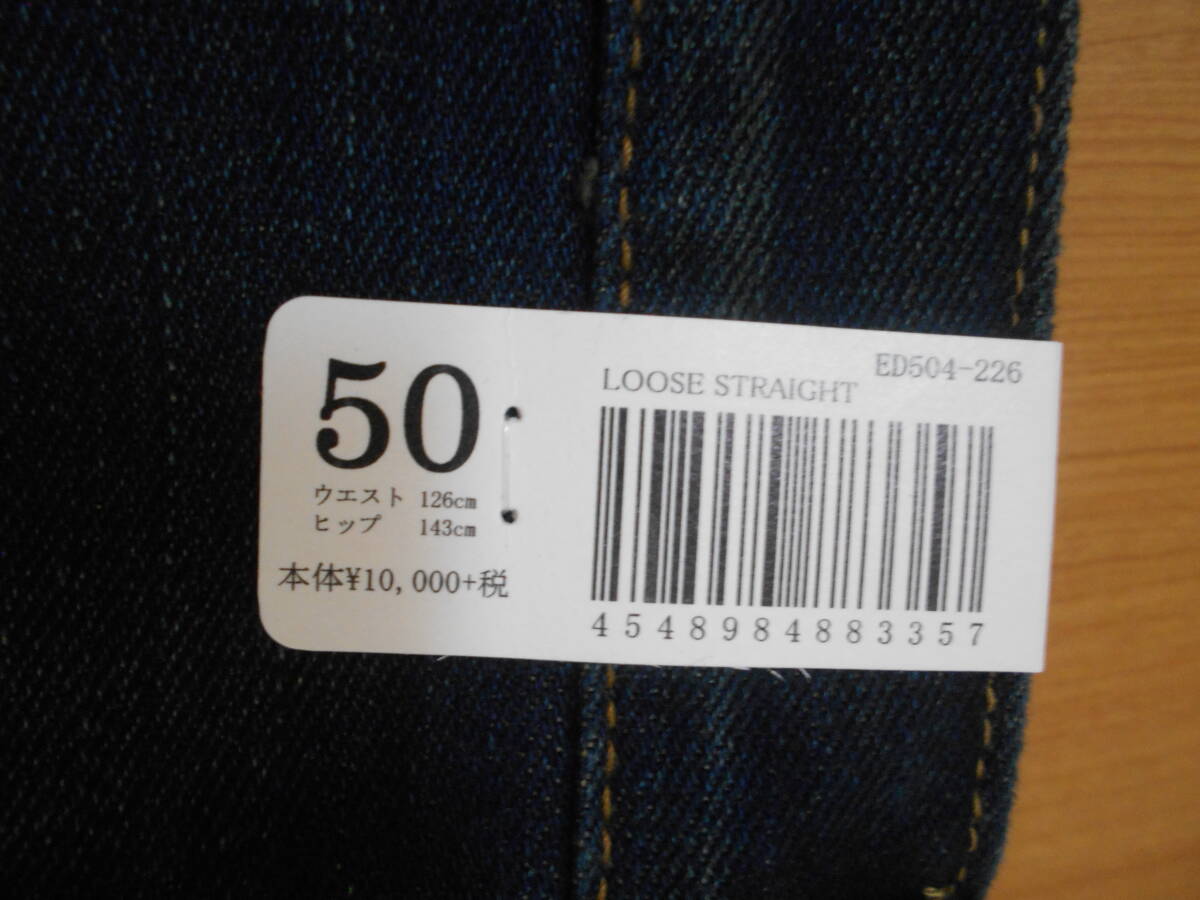 50
ウエスト 126cm
ヒップ 143cm
本体¥10,000+税
ED504-226
LOOSE STRAIGHT
4548984883357